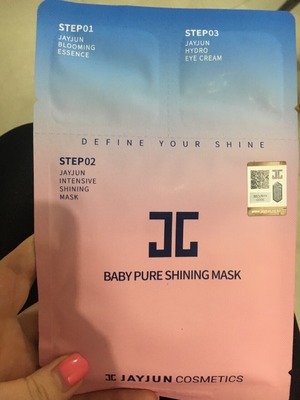 STEP01
JAYJUN
BLOOMING
ESSENCE
STEP03
JAYJUN
HYDRO
EYE CREAM
DEFINE YOUR SHINE
STEP02
JAYJUN
INTENSIVE
SHINING
MASK
BABY PURE SHINING MASK
JAYJUN COSMETICS